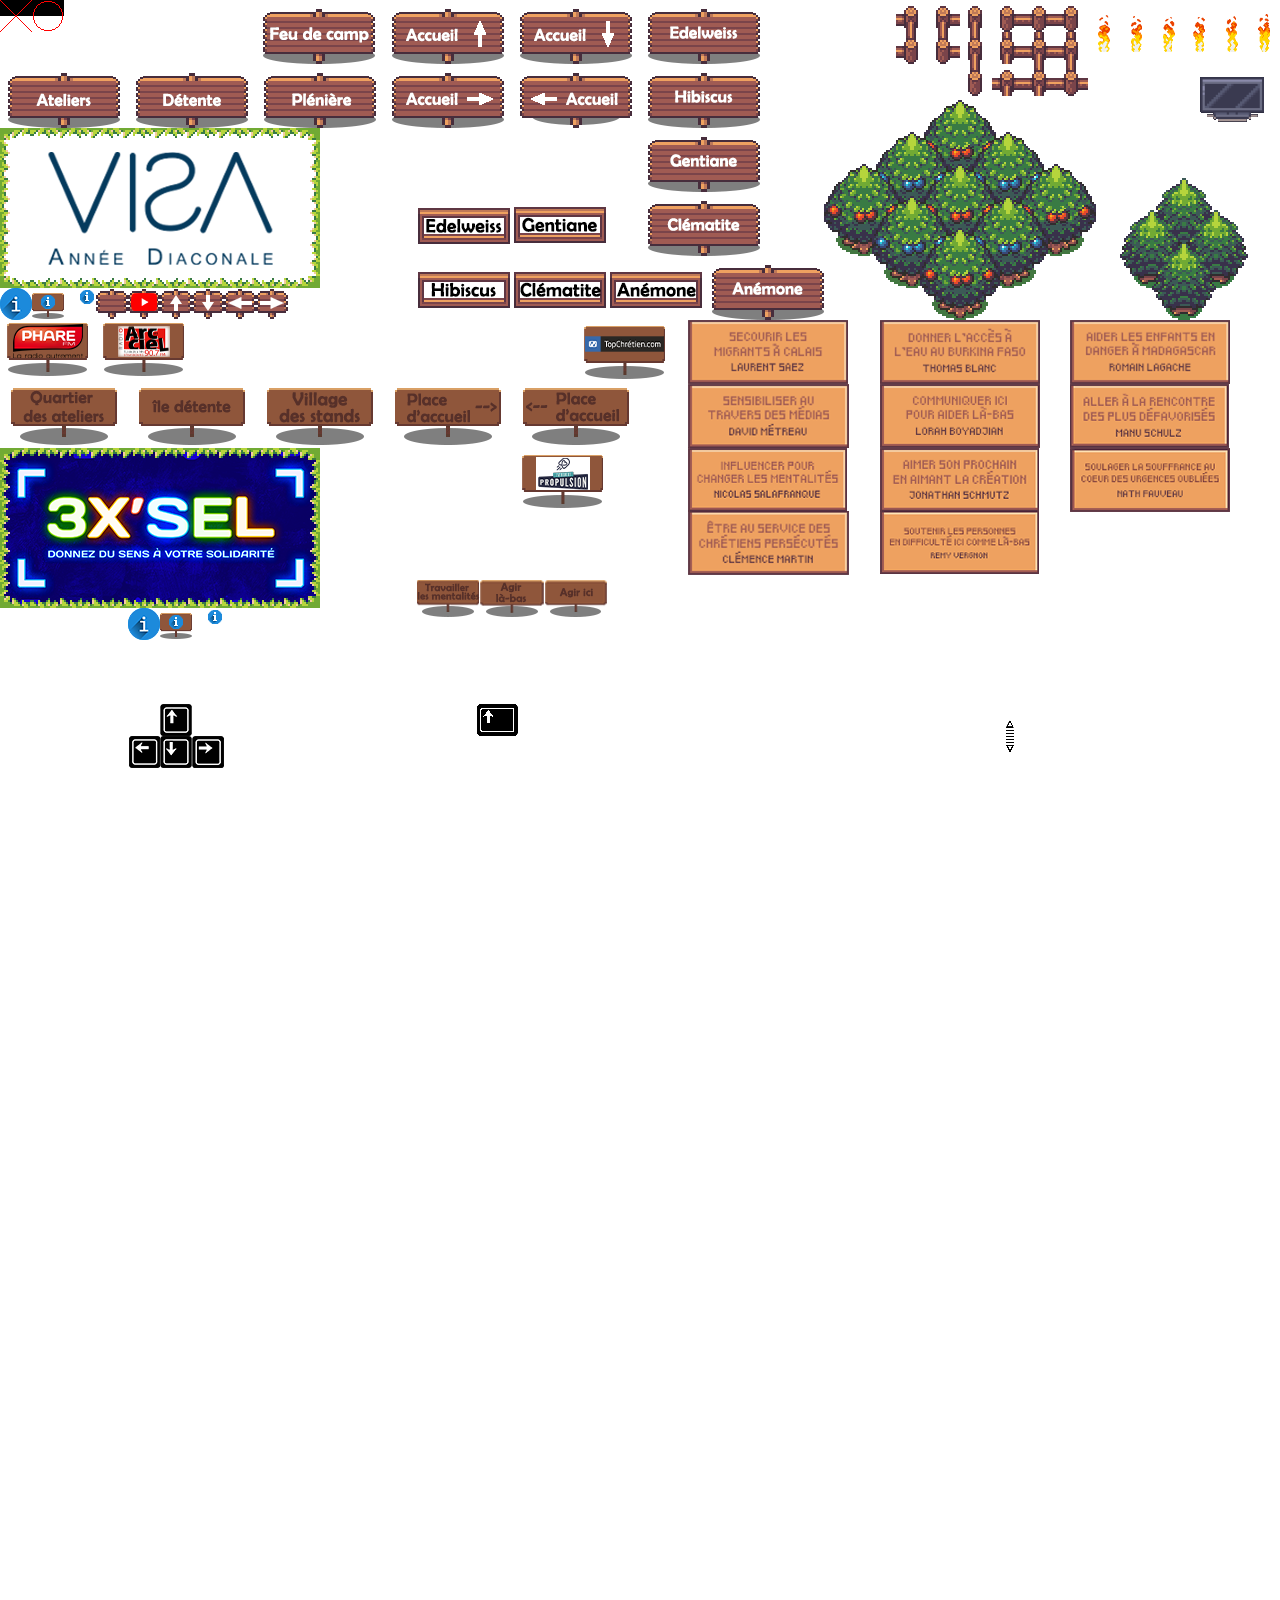 Feu de camp
Accueil
Accueil
Edelweiss
Ateliers
Détente
Plénière
Accueil
Accueil
Hibiscus
VISA
ANNÉE DIACONALE
Gentiane
Edelweiss
Gentiane
Clématite
Hibiscus
Clématite
Anémone
Anémone
i
i
i
PHARE
FM
La radio autrement
RADIO
Arc
en
Ciel
90.7
TopChrétien.com
SECOURIR LES
MIGRANTS À CALAIS
LAURENT SAEZ
DONNER L'ACCÈS À
L'EAU AU BURKINA FASO
THOMAS BLANC
AIDER LES ENFANTS EN
DANGER À MADAGASCAR
ROMAIN LAGACHE
Quartier
des ateliers
île détente
Village
des stands
Place
d'accueil -->
<-- Place
d'accueil
SENSIBILISER AU
TRAVERS DES MÉDIAS
DAVID MÉTREAU
COMMUNIQUER ICI
POUR AIDER LÀ-BAS
LORAH BOYADJIAN
ALLER À LA RENCONTRE
DES PLUS DÉFAVORISÉS
MANU SCHULZ
3X'SEL
DONNEZ DU SENS À VOTRE SOLIDARITÉ
PROPULSION
INFLUENCER POUR
CHANGER LES MENTALITÉS
NICOLAS SALAFRANQUE
AIMER SON PROCHAIN
EN AIMANT LA CRÉATION
JONATHAN SCHMUTZ
SOULAGER LA SOUFFRANCE AU
COEUR DES URGENCES OUBLIÉES
NATH FAUVEAU
ÊTRE AU SERVICE DES
CHRÉTIENS PERSÉCUTÉS
CLÉMENCE MARTIN
SOUTENIR LES PERSONNES
EN DIFFICULTÉ ICI COMME LÀ-BAS
REMY VERGNON
Travailler
les mentalités
Agir
là-bas
Agir ici
i
i
i